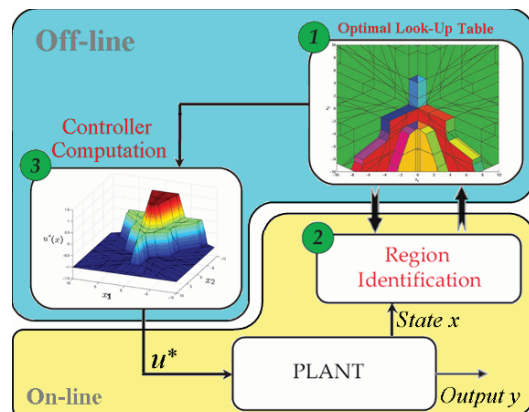 Off-line
1
Optimal Look-Up Table
Controller
Computation
3
u*(x)
x1
x2
2
Region
Identification
State x
u*
PLANT
Output y
On-line